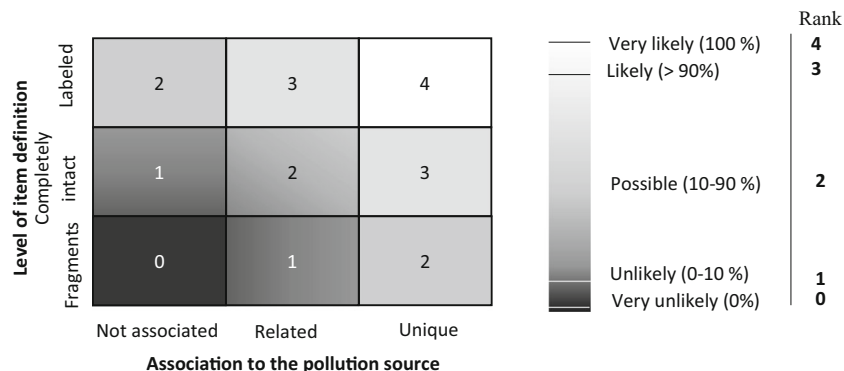 Rank
Very likely (100 %) 4
Likely (> 90%) 3
Possible (10-90 %) 2
Unlikely (0-10 %) 1
Very unlikely (0%) 0
Level of item definition
Labeled
2 3 4
Completely
intact
1 2 3
Fragments
0 1 2
Not associated Related Unique
Association to the pollution source